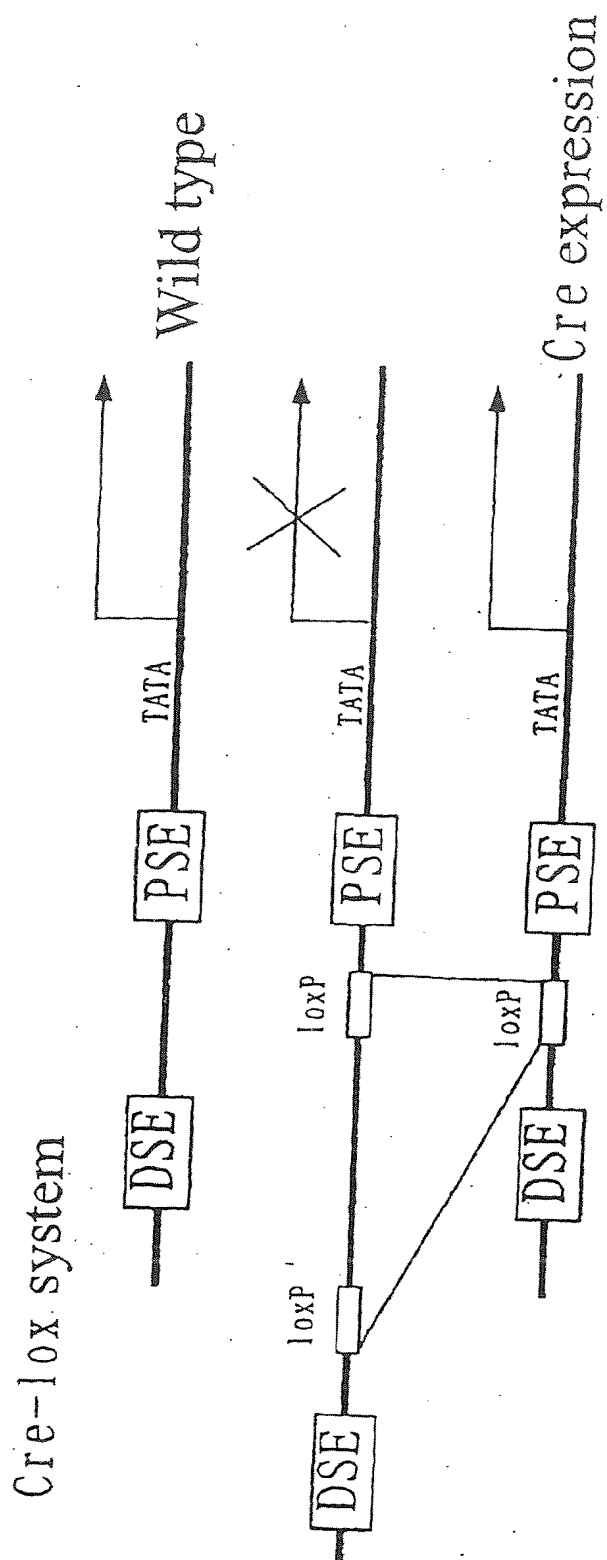 Cre-lox system
DSE PSE TATA Wild type
DSE loxP loxP PSE TATA
DSE loxP PSE TATA Cre expression